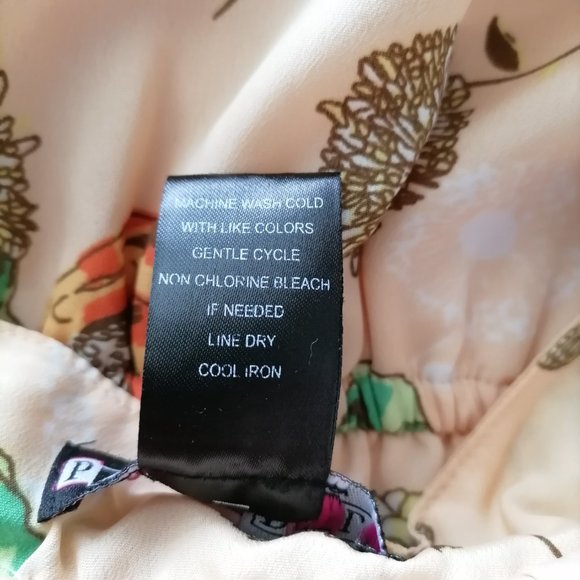 MACHINE WASH COLD
WITH LIKE COLORS
GENTLE CYCLE
NON CHLORINE BLEACH
IF NEEDED
LINE DRY
COOL IRON
P